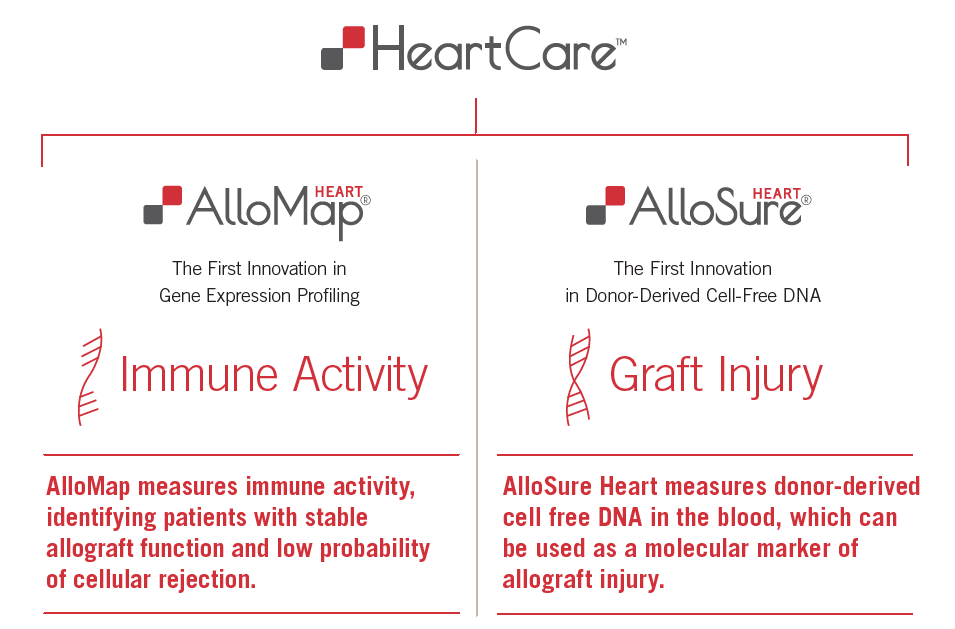 HeartCare™
AlloMap HEART®
The First Innovation in
Gene Expression Profiling
Immune Activity
AlloMap measures immune activity,
identifying patients with stable
allograft function and low probability
of cellular rejection.
AlloSure HEART®
The First Innovation
in Donor-Derived Cell-Free DNA
Graft Injury
AlloSure Heart measures donor-derived
cell free DNA in the blood, which can
be used as a molecular marker of
allograft injury.